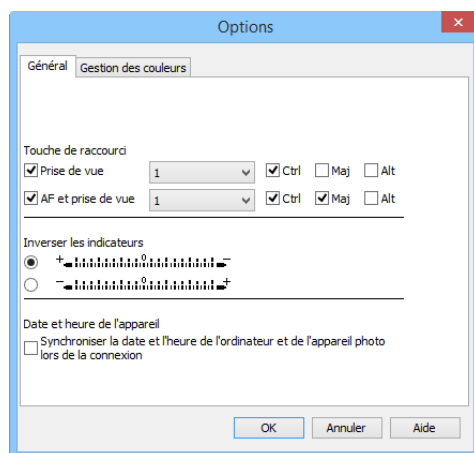 Options
Général Gestion des couleurs
Touche de raccourci
Prise de vue 1 Ctrl Maj Alt
AF et prise de vue 1 Ctrl Maj Alt
Inverser les indicateurs
+ 0 −
− 0 +
Date et heure de l'appareil
Synchroniser la date et l'heure de l'ordinateur et de l'appareil photo
lors de la connexion
OK Annuler Aide